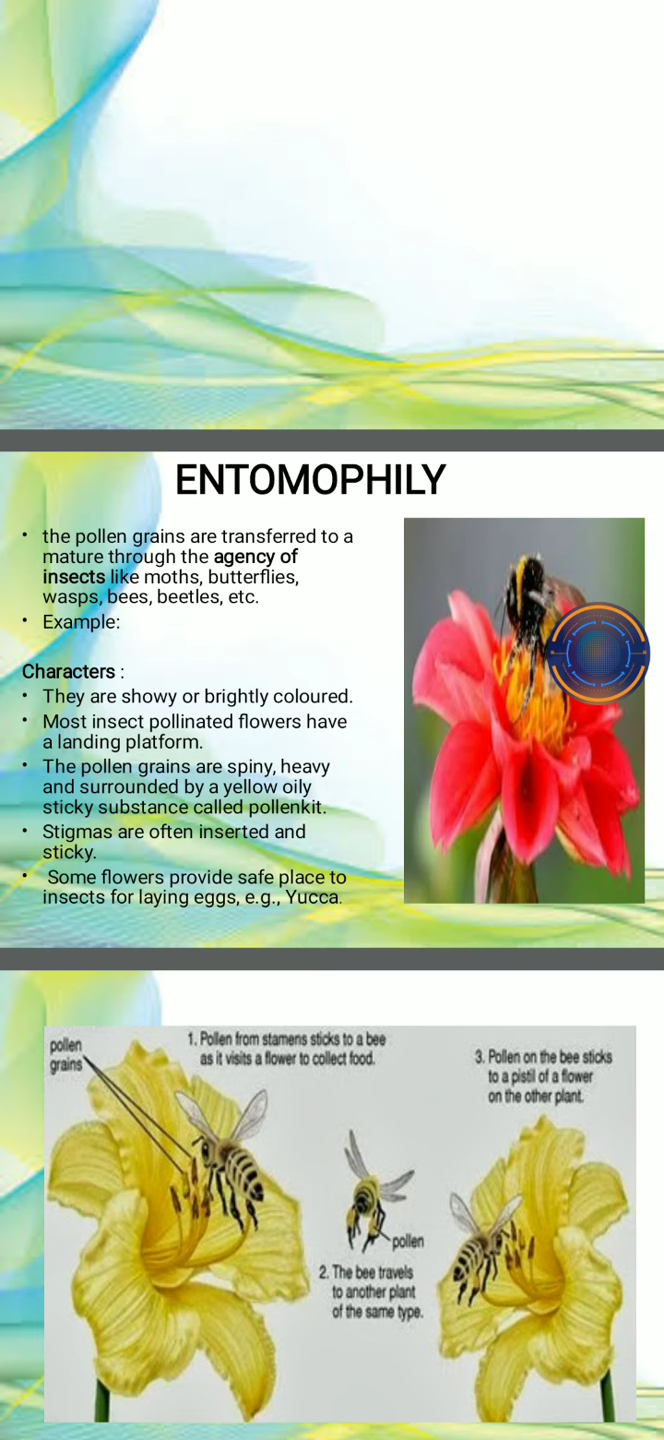 ENTOMOPHILY
• the pollen grains are transferred to a
mature through the agency of
insects like moths, butterflies,
wasps, bees, beetles, etc.
• Example:
Characters :
• They are showy or brightly coloured.
• Most insect pollinated flowers have
a landing platform.
• The pollen grains are spiny, heavy
and surrounded by a yellow oily
sticky substance called pollenkit.
• Stigmas are often inserted and
sticky.
• Some flowers provide safe place to
insects for laying eggs, e.g., Yucca.
pollen
grains
1. Pollen from stamens sticks to a bee
as it visits a flower to collect food.
pollen
2. The bee travels
to another plant
of the same type.
3. Pollen on the bee sticks
to a pistil of a flower
on the other plant.